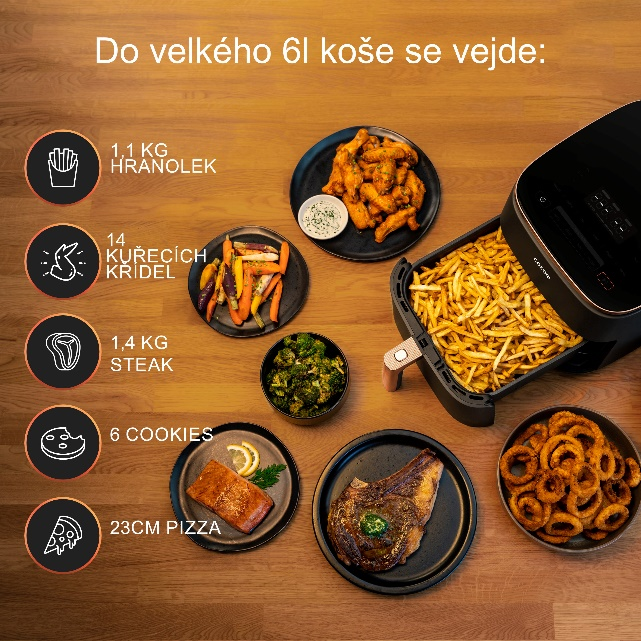 Do velkého 6l koše se vejde:
1,1 KG
HRANOLEK
14
KUŘECÍCH
KŘÍDEL
1,4 KG
STEAK
6 COOKIES
23CM PIZZA
COSORI